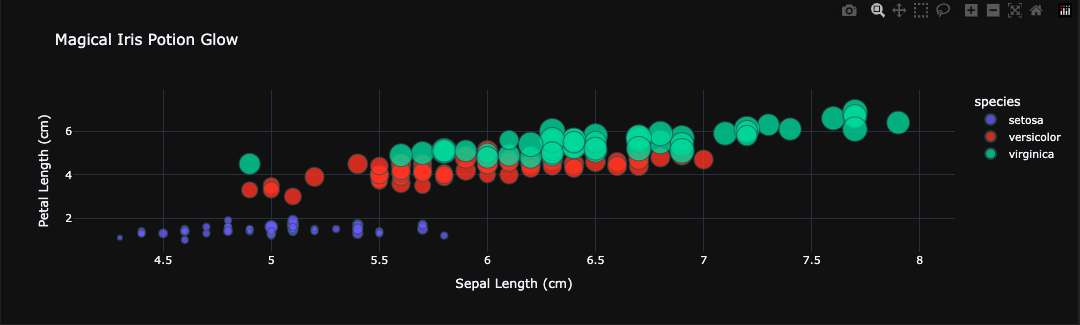 Magical Iris Potion Glow
Petal Length (cm)
6
4
2
4.5 5 5.5 6 6.5 7 7.5 8
Sepal Length (cm)
species
setosa
versicolor
virginica